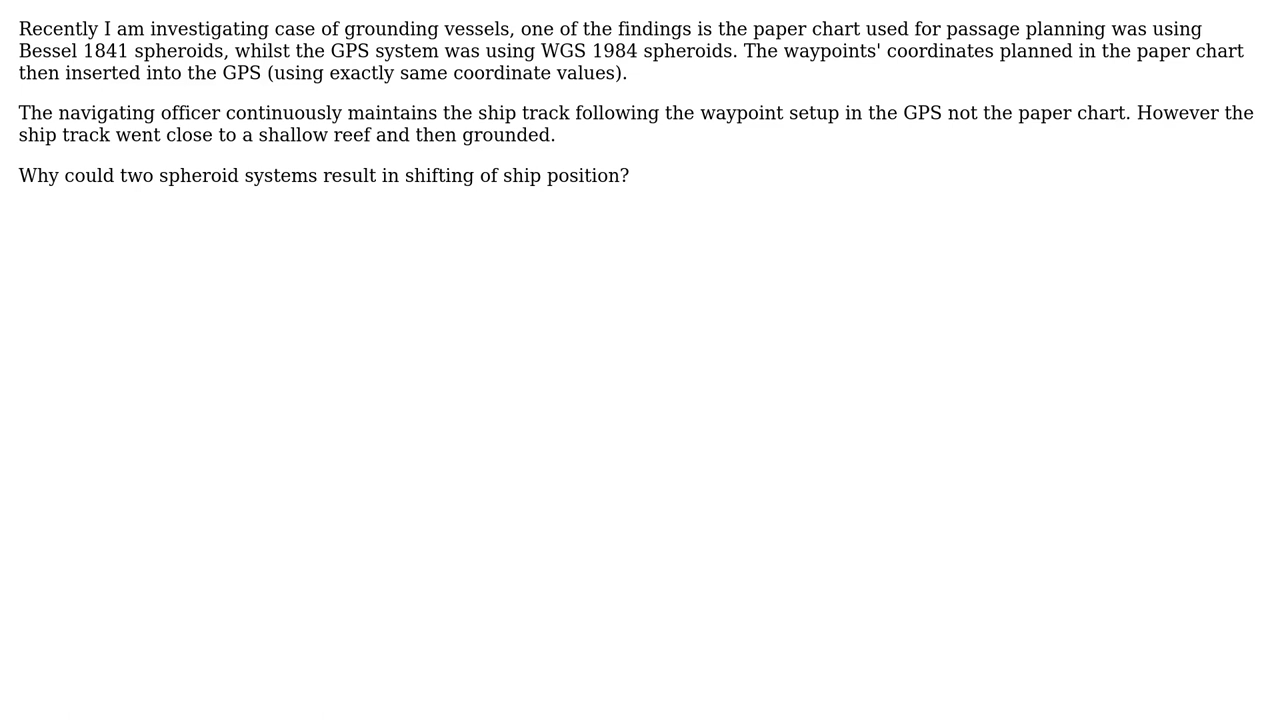 Recently I am investigating case of grounding vessels, one of the findings is the paper chart used for passage planning was using
Bessel 1841 spheroids, whilst the GPS system was using WGS 1984 spheroids. The waypoints' coordinates planned in the paper chart
then inserted into the GPS (using exactly same coordinate values).
The navigating officer continuously maintains the ship track following the waypoint setup in the GPS not the paper chart. However the
ship track went close to a shallow reef and then grounded.
Why could two spheroid systems result in shifting of ship position?